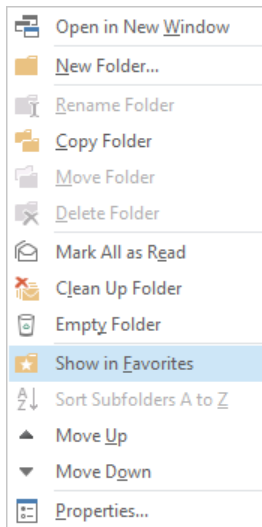 Open in New Window
New Folder...
Rename Folder
Copy Folder
Move Folder
Delete Folder
Mark All as Read
Clean Up Folder
Empty Folder
Show in Favorites
Sort Subfolders A to Z
Move Up
Move Down
Properties...